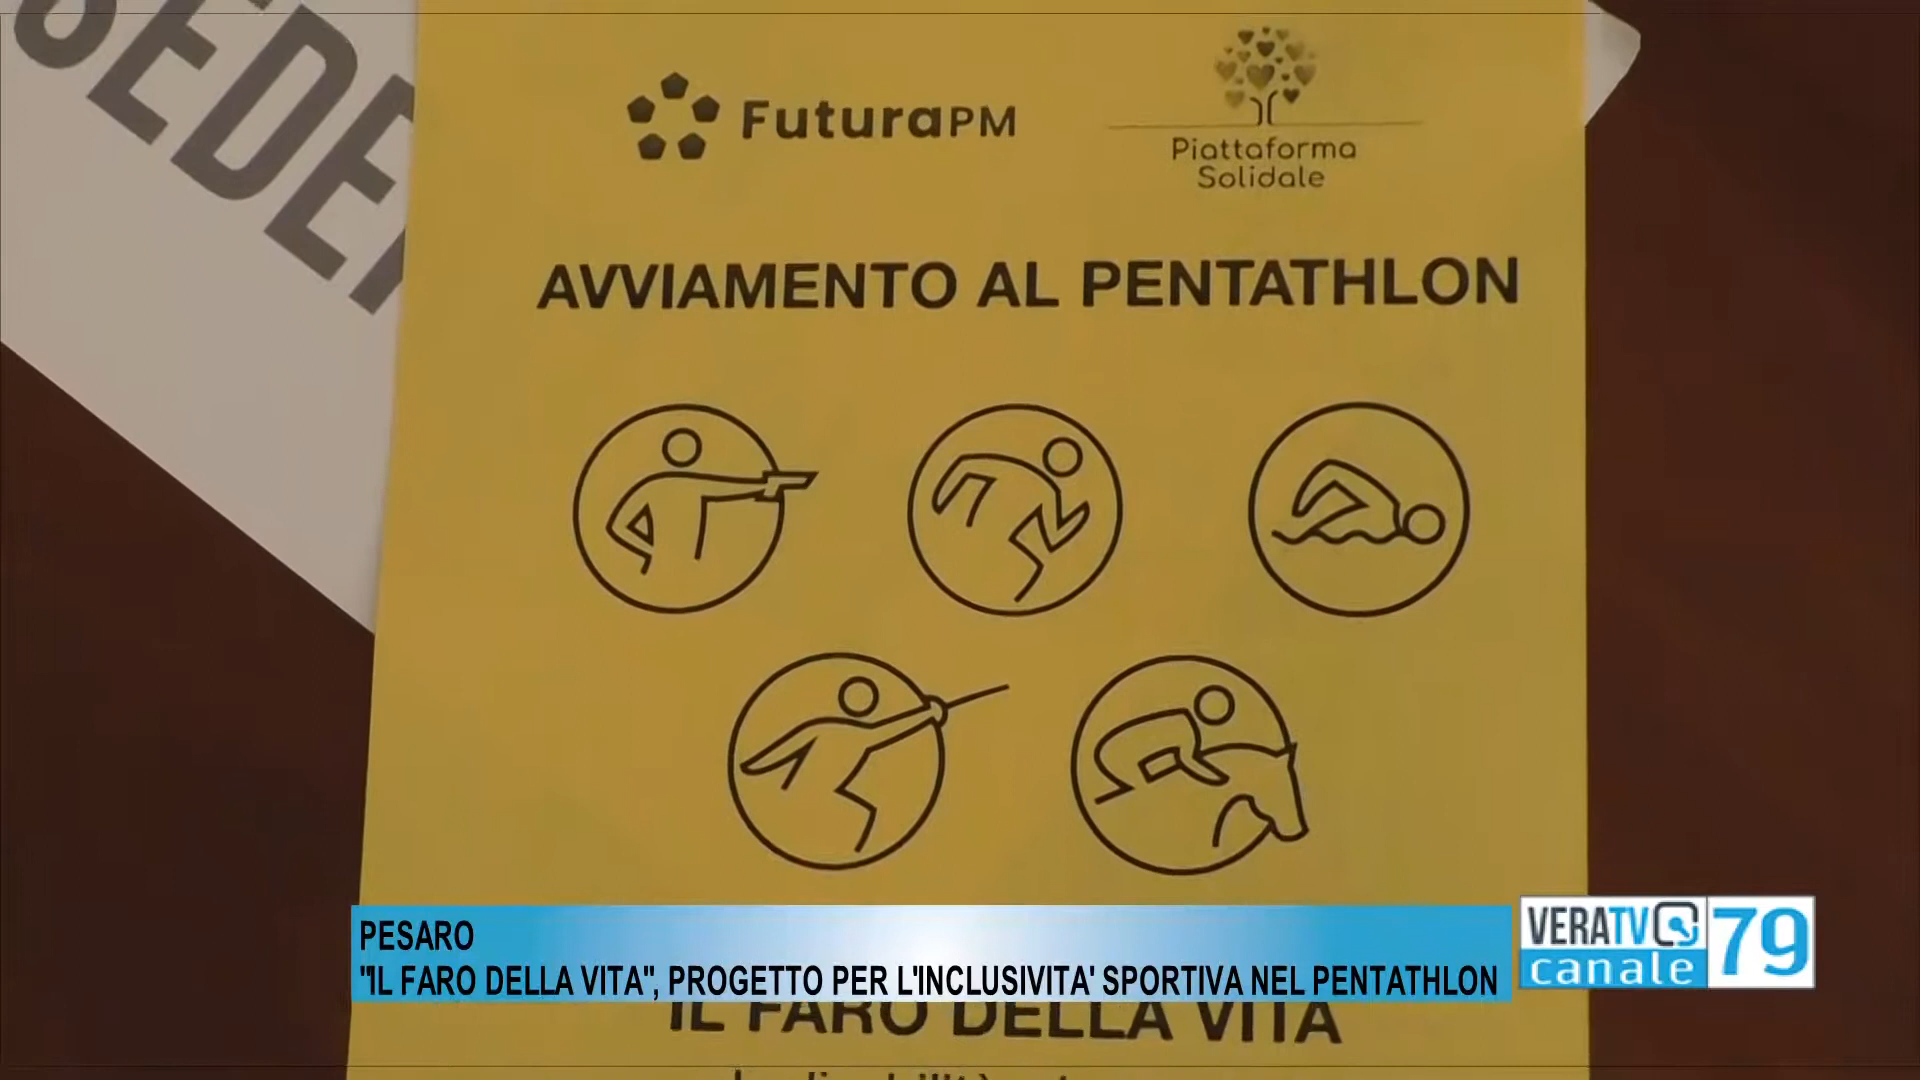 FuturaPM
Piattaforma
Solidale
AVVIAMENTO AL PENTATHLON
PESARO
"IL FARO DELLA VITA", PROGETTO PER L'INCLUSIVITA' SPORTIVA NEL PENTATHLON
VERATV
canale
79
IL FARO DELLA VITA